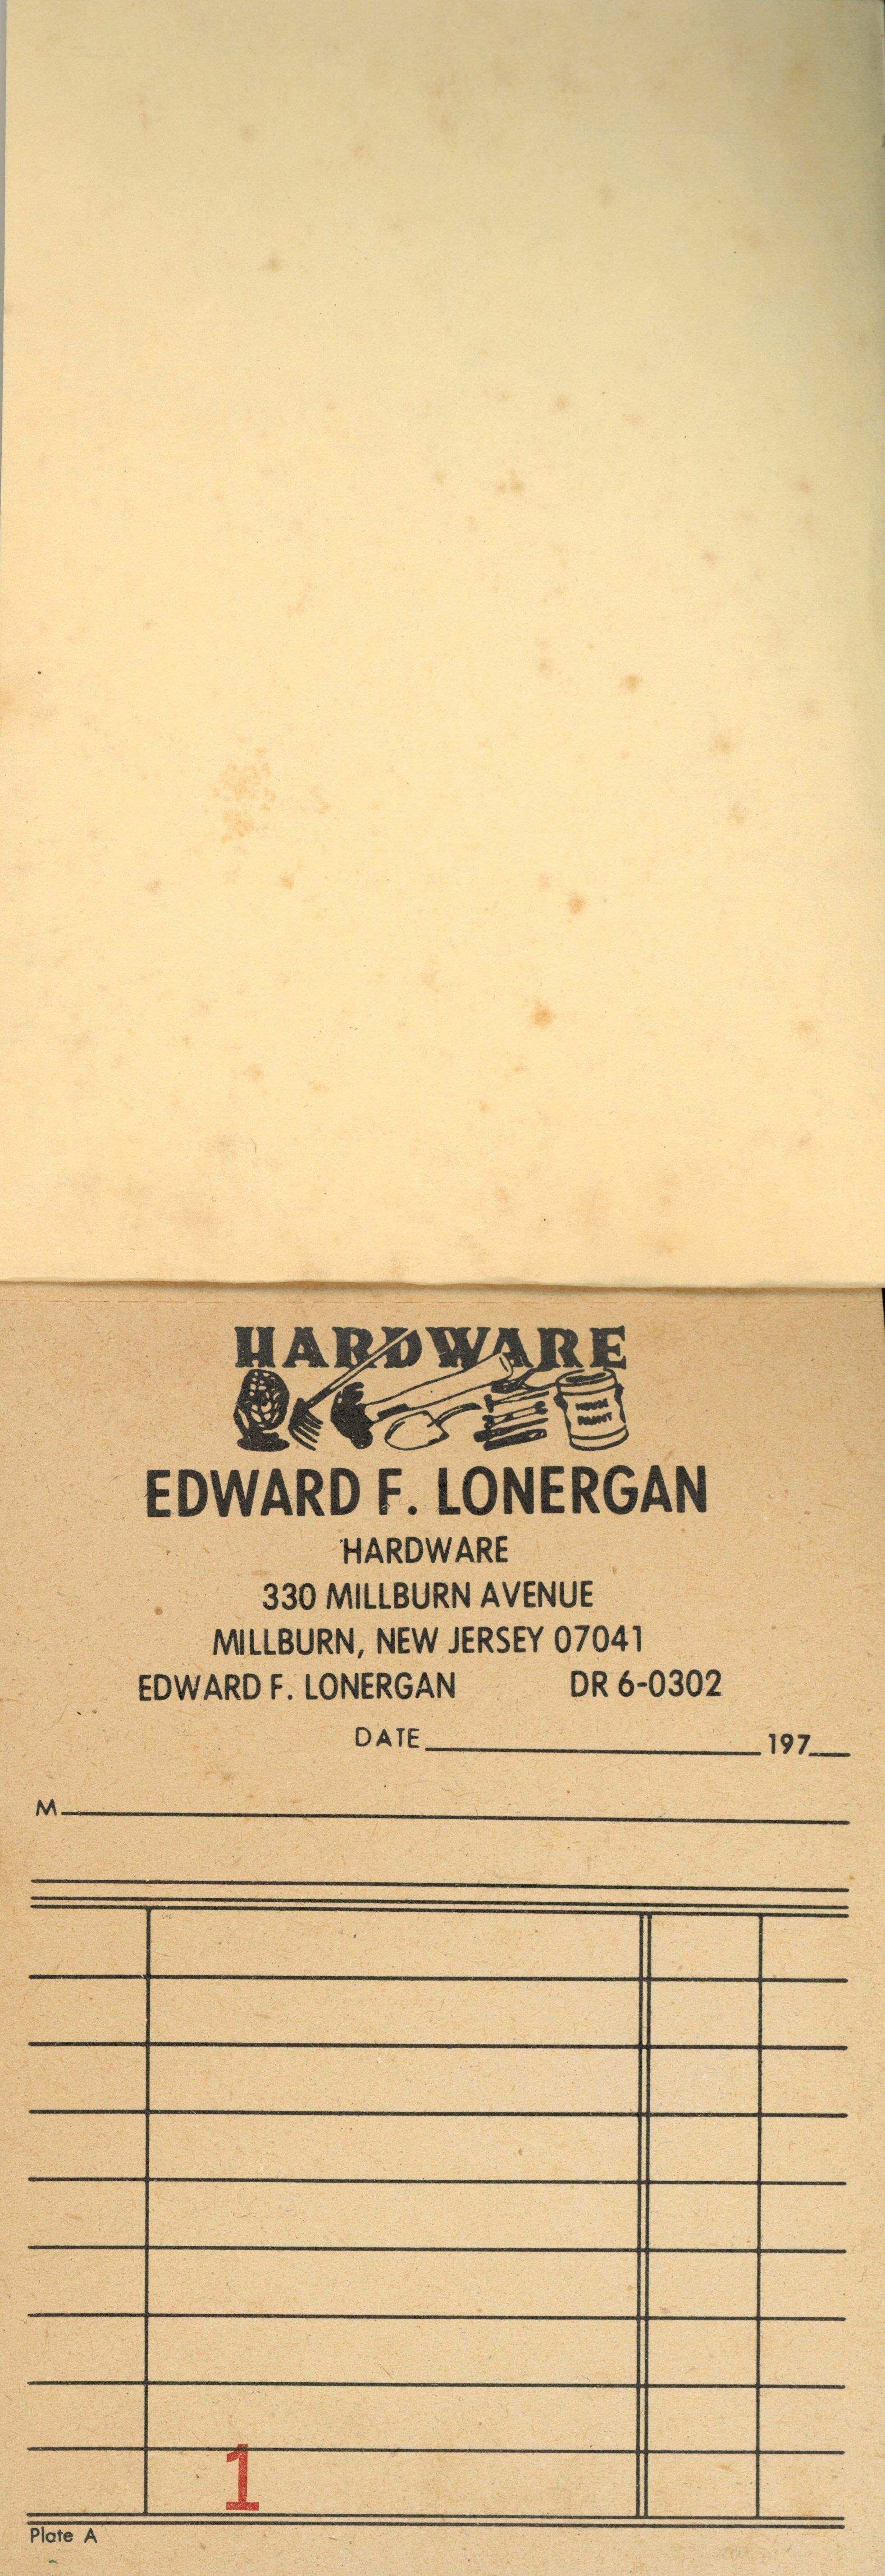 HARDWARE
HOUSE PAINT
EDWARD F. LONERGAN
HARDWARE
330 MILLBURN AVENUE
MILLBURN, NEW JERSEY 07041
EDWARD F. LONERGAN DR 6-0302
DATE 197
M
1
Plate A